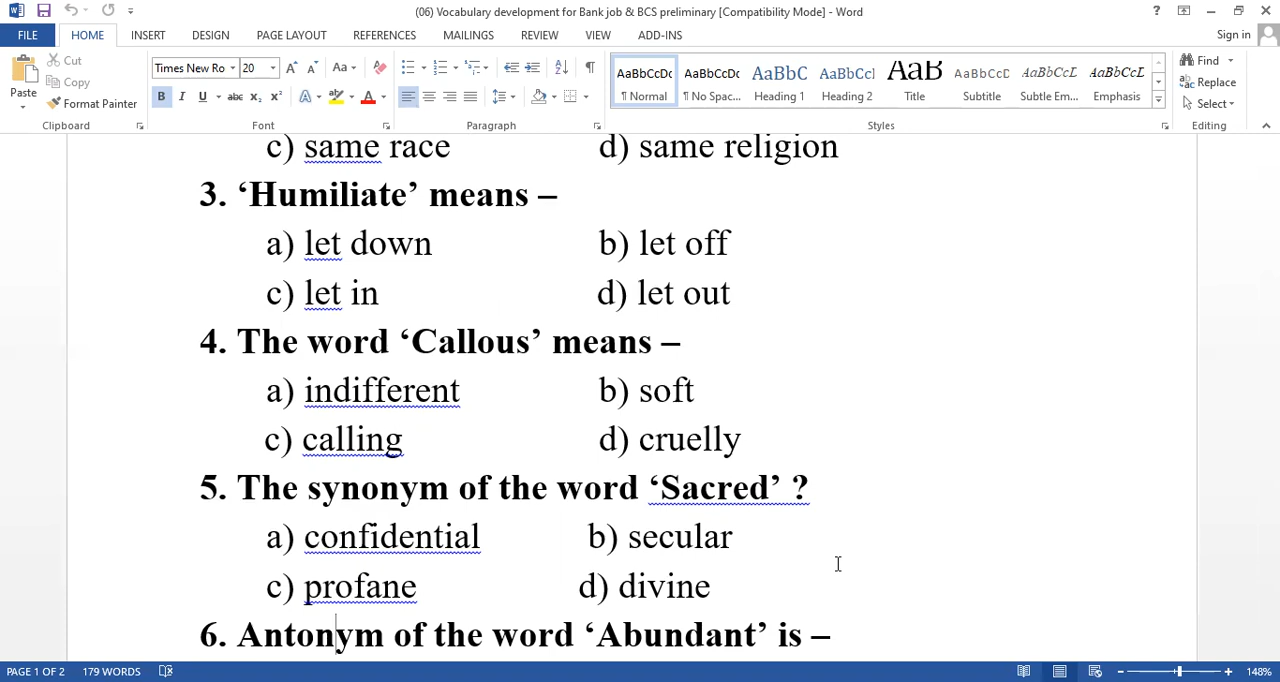 (06) Vocabulary development for Bank job & BCS preliminary [Compatibility Mode] - Word
FILE HOME INSERT DESIGN PAGE LAYOUT REFERENCES MAILINGS REVIEW VIEW ADD-INS Sign in
Paste Cut Copy Format Painter
Times New Ro 20
AaBbCcDc AaBbCcDc AaBbC AaBbCcl AaB AaBbCcD AaBbCcL AaBbCcL
¶ Normal ¶ No Spac... Heading 1 Heading 2 Title Subtitle Subtle Em... Emphasis
Find Replace Select
Clipboard Font Paragraph Styles Editing
c) same race d) same religion
3. ‘Humiliate’ means –
a) let down b) let off
c) let in d) let out
4. The word ‘Callous’ means –
a) indifferent b) soft
c) calling d) cruelly
5. The synonym of the word ‘Sacred’ ?
a) confidential b) secular
c) profane d) divine
6. Antonym of the word ‘Abundant’ is –
PAGE 1 OF 2 179 WORDS 148%